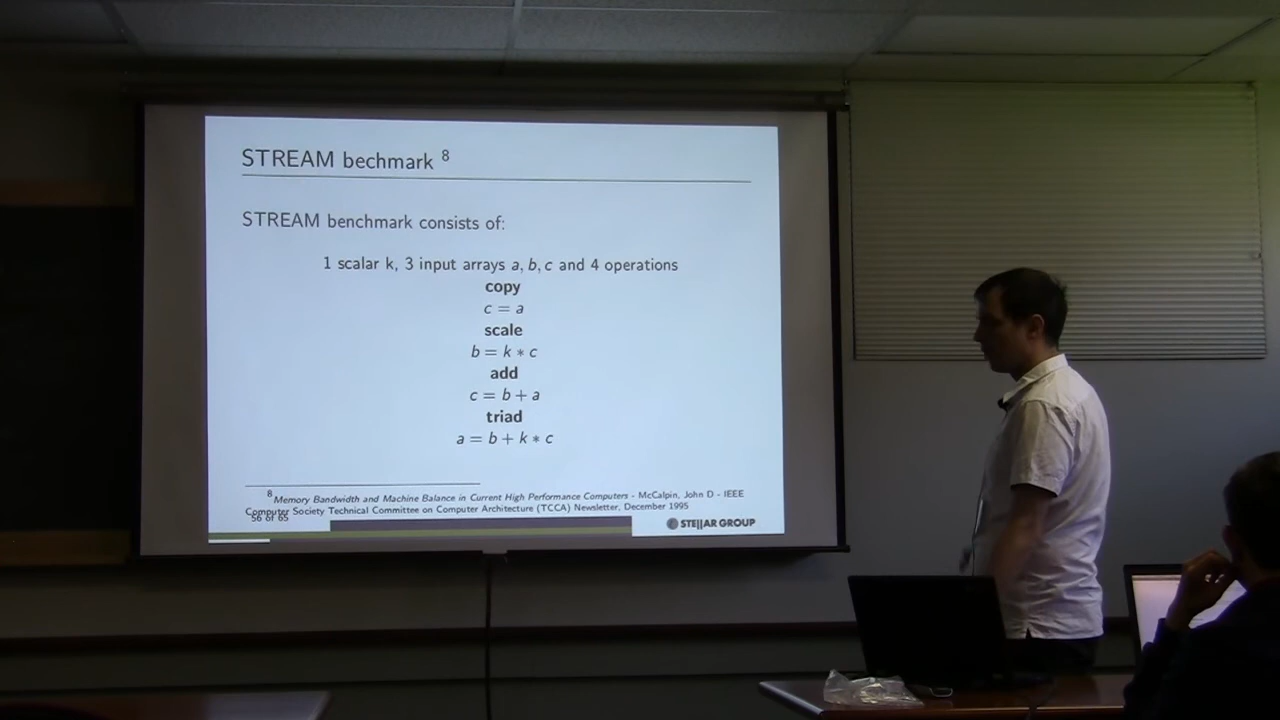 STREAM bechmark 8
STREAM benchmark consists of:
1 scalar k, 3 input arrays a, b, c and 4 operations
copy
c = a
scale
b = k ∗ c
add
c = b + a
triad
a = b + k ∗ c
8 Memory Bandwidth and Machine Balance in Current High Performance Computers - McCalpin, John D - IEEE
Computer Society Technical Committee on Computer Architecture (TCCA) Newsletter, December 1995
56 of 65
STE||AR GROUP